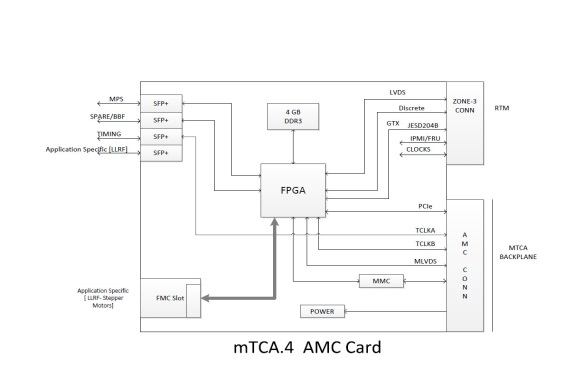 MPS
SFP+
SPARE/BBF
SFP+
TIMING
SFP+
Application Specific [LLRF]
SFP+
4 GB
DDR3
FPGA
LVDS
Discrete
GTX
JESD204B
IPMI/FRU
CLOCKS
ZONE-3
CONN
RTM
PCIe
TCLKA
TCLKB
MLVDS
MMC
POWER
A
M
C
C
O
N
N
MTCA
BACKPLANE
Application Specific
[ LLRF- Stepper
Motors]
FMC Slot
mTCA.4 AMC Card